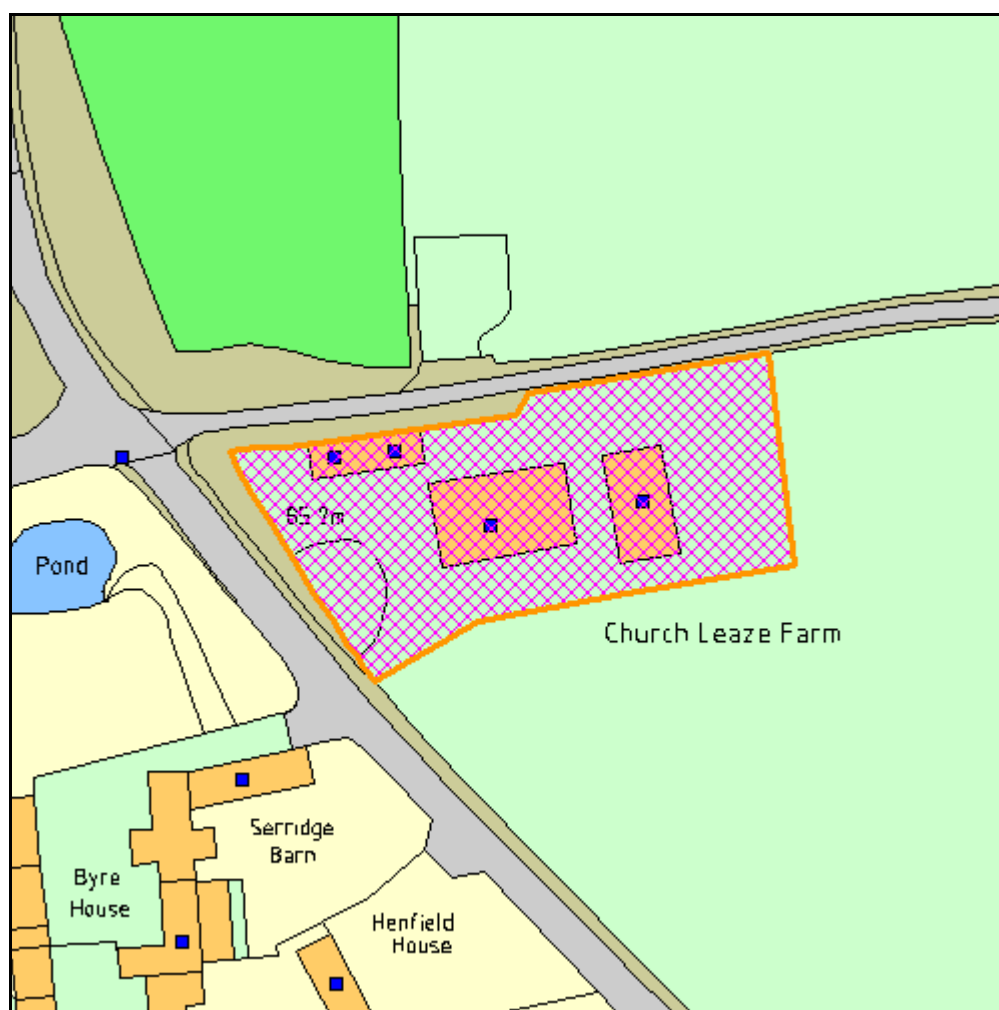 65.2m
Pond
Church Leaze Farm
Serridge
Barn
Byre
House
Henfield
House